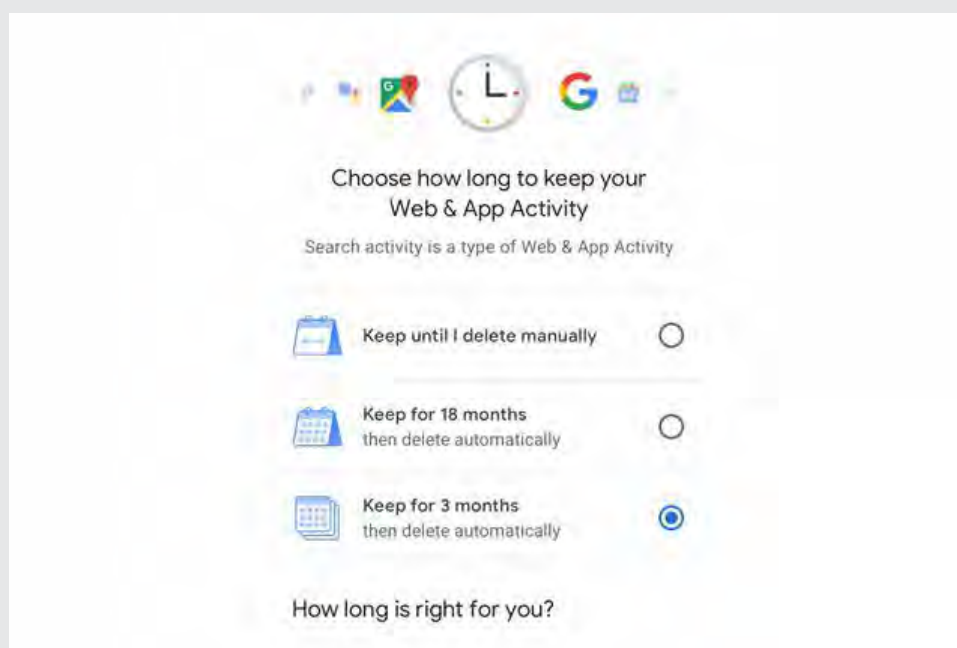 Choose how long to keep your
Web & App Activity
Search activity is a type of Web & App Activity
Keep until I delete manually
Keep for 18 months
then delete automatically
Keep for 3 months
then delete automatically
How long is right for you?